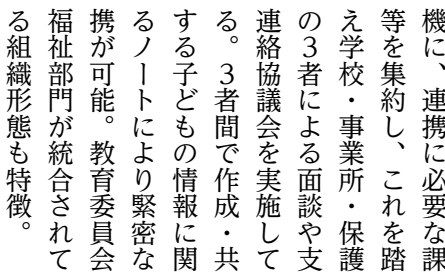 機に、連携に必要な課
等を集約し、これを踏
え学校・事業所・保護
の３者による面談や支
連絡協議会を実施して
る。３者間で作成・共
する子どもの情報に関
るノートにより緊密な
携が可能。教育委員会
福祉部門が統合されて
る組織形態も特徴。